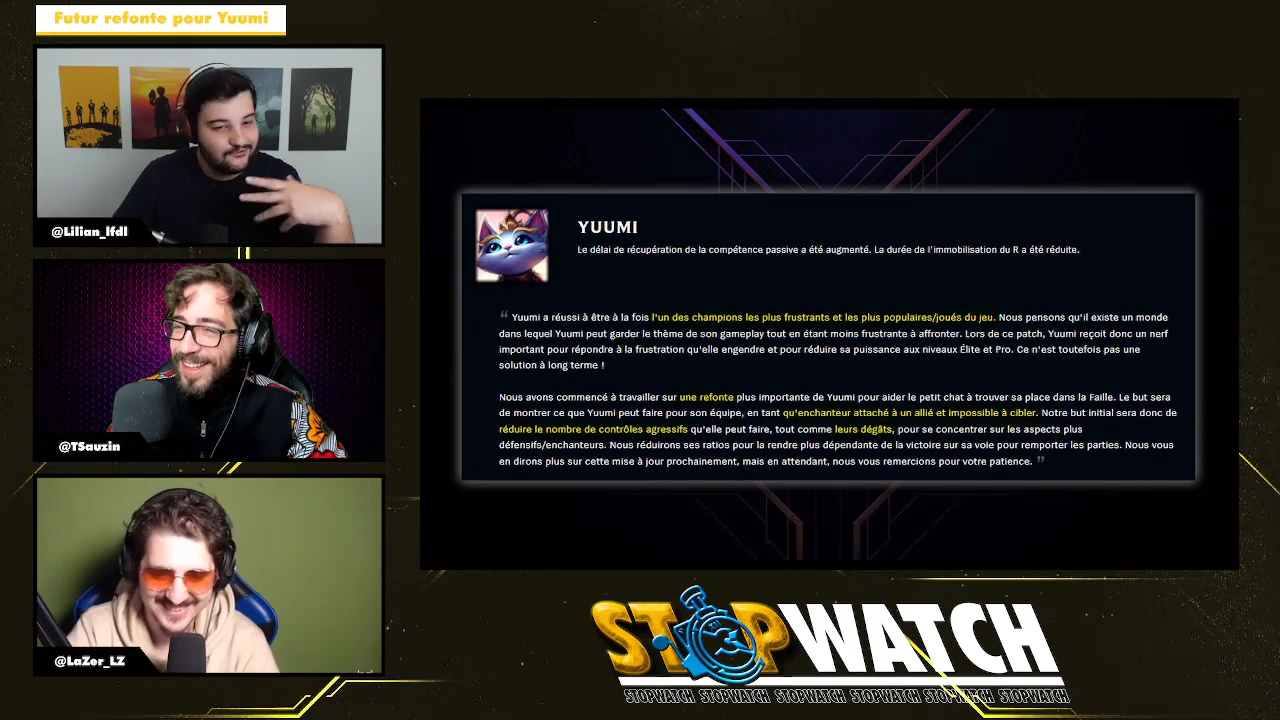 Futur refonte pour Yuumi
@Lilian_lfdl
@TSauzin
@LaZer_LZ
YUUMI
Le délai de récupération de la compétence passive a été augmenté. La durée de l'immobilisation du R a été réduite.
“ Yuumi a réussi à être à la fois l'un des champions les plus frustrants et les plus populaires/joués du jeu. Nous pensons qu'il existe un monde
dans lequel Yuumi peut garder le thème de son gameplay tout en étant moins frustrante à affronter. Lors de ce patch, Yuumi reçoit donc un nerf
important pour répondre à la frustration qu'elle engendre et pour réduire sa puissance aux niveaux Élite et Pro. Ce n'est toutefois pas une
solution à long terme !
Nous avons commencé à travailler sur une refonte plus importante de Yuumi pour aider le petit chat à trouver sa place dans la Faille. Le but sera
de montrer ce que Yuumi peut faire pour son équipe, en tant qu'enchanteur attaché à un allié et impossible à cibler. Notre but initial sera donc de
réduire le nombre de contrôles agressifs qu'elle peut faire, tout comme leurs dégâts, pour se concentrer sur les aspects plus
défensifs/enchanteurs. Nous réduirons ses ratios pour la rendre plus dépendante de la victoire sur sa voie pour remporter les parties. Nous vous
en dirons plus sur cette mise à jour prochainement, mais en attendant, nous vous remercions pour votre patience. ”
STOPWATCH
STOPWATCH STOPWATCH STOPWATCH STOPWATCH STOPWATCH STOPWATCH